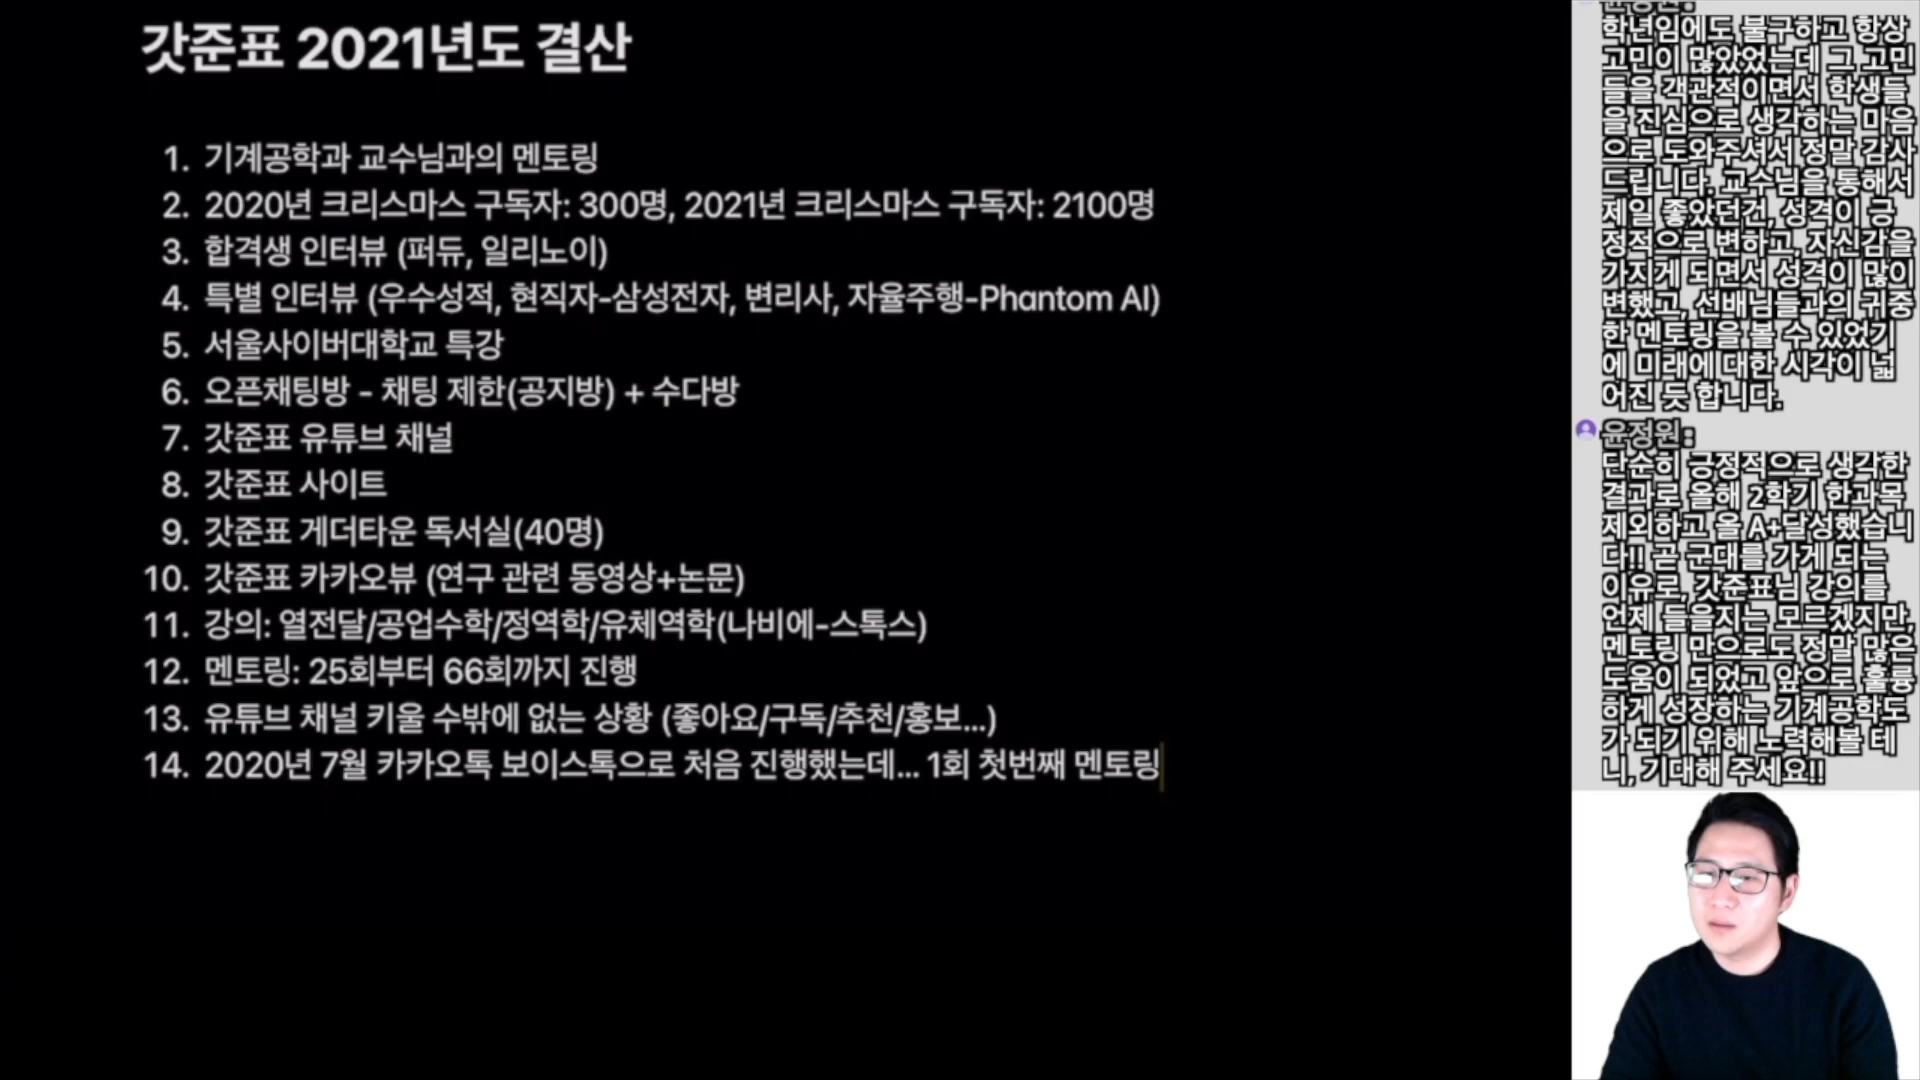 갓준표 2021년도 결산
1. 기계공학과 교수님과의 멘토링
2. 2020년 크리스마스 구독자: 300명, 2021년 크리스마스 구독자: 2100명
3. 합격생 인터뷰 (퍼듀, 일리노이)
4. 특별 인터뷰 (우수성적, 현직자-삼성전자, 변리사, 자율주행-Phantom AI)
5. 서울사이버대학교 특강
6. 오픈채팅방 - 채팅 제한(공지방) + 수다방
7. 갓준표 유튜브 채널
8. 갓준표 사이트
9. 갓준표 게더타운 독서실(40명)
10. 갓준표 카카오뷰 (연구 관련 동영상+논문)
11. 강의: 열전달/공업수학/정역학/유체역학(나비에-스톡스)
12. 멘토링: 25회부터 66회까지 진행
13. 유튜브 채널 키울 수밖에 없는 상황 (좋아요/구독/추천/홍보...)
14. 2020년 7월 카카오톡 보이스톡으로 처음 진행했는데... 1회 첫번째 멘토링
학년임에도 불구하고 항상
고민이 많았었는데 그 고민
들을 객관적이면서 학생들
을 진심으로 생각하는 마음
으로 도와주셔서 정말 감사
드립니다. 교수님을 통해서
제일 좋았던건, 성격이 긍
정적으로 변하고, 자신감을
가지게 되면서 성격이 많이
변했고, 선배님들과의 귀중
한 멘토링을 볼 수 있었기
에 미래에 대한 시각이 넓
어진 듯 합니다.
윤정원:
단순히 긍정적으로 생각한
결과로 올해 2학기 한과목
제외하고 올 A+달성했습니
다!! 곧 군대를 가게 되는
이유로, 갓준표님 강의를
언제 들을지는 모르겠지만,
멘토링 만으로도 정말 많은
도움이 되었고 앞으로 훌륭
하게 성장하는 기계공학도
가 되기 위해 노력해볼 테
니, 기대해 주세요!!